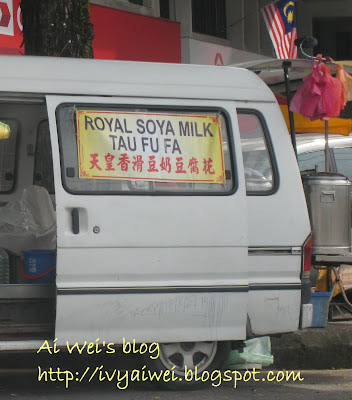 ROYAL SOYA MILK
TAU FU FA
天皇香滑豆奶豆腐花
Ai Wei's blog
http://ivyaiwei.blogspot.com/